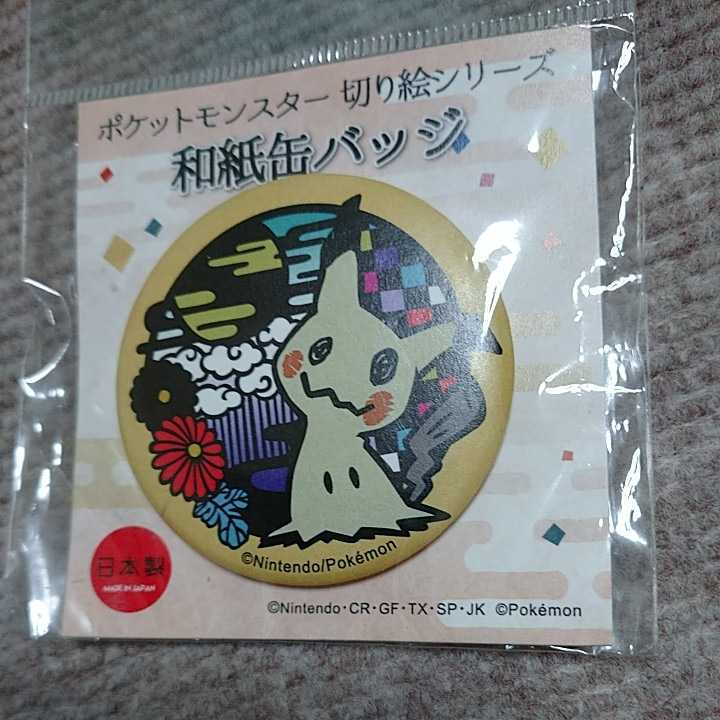 ポケットモンスター 切り絵シリーズ
和紙缶バッジ
©Nintendo/Pokémon
日本製
MADE IN JAPAN
©Nintendo・CR・GF・TX・SP・JK ©Pokémon